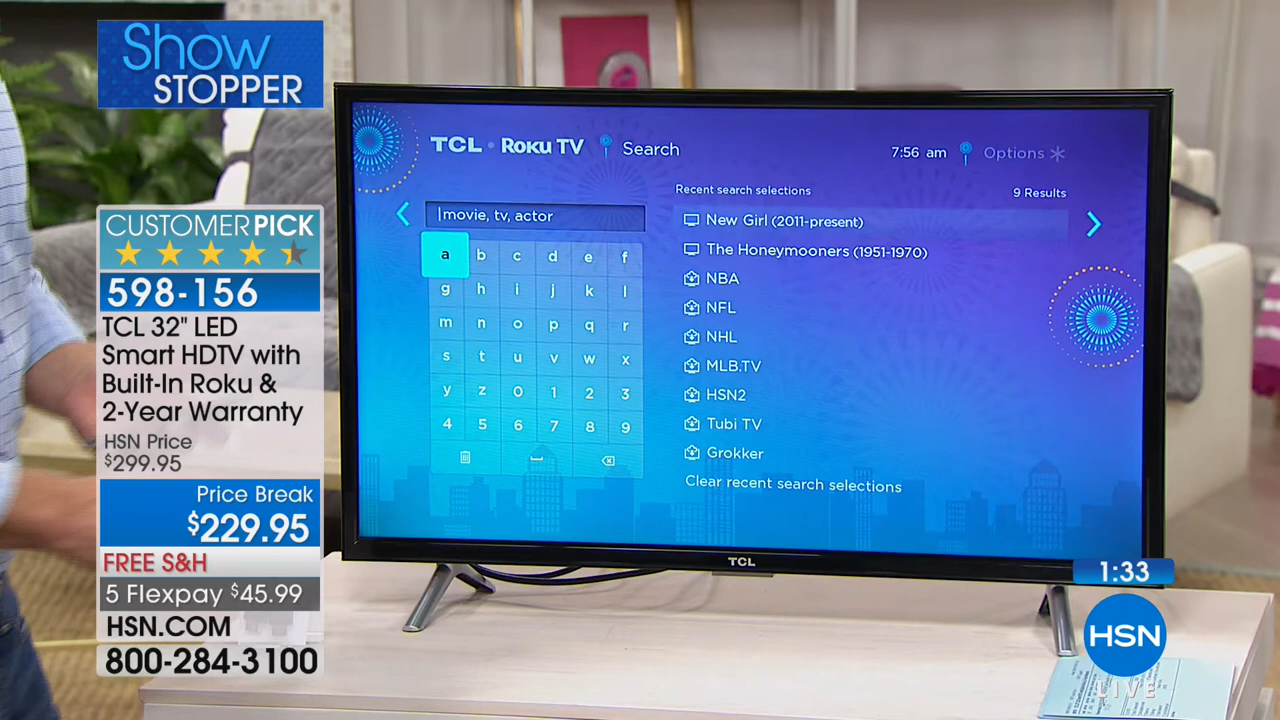 Show
STOPPER
CUSTOMER PICK
598-156
TCL 32" LED
Smart HDTV with
Built-In Roku &
2-Year Warranty
HSN Price
$299.95
Price Break
$229.95
FREE S&H
5 Flexpay $45.99
HSN.COM
800-284-3100
TCL • Roku TV Search
7:56 am Options
movie, tv, actor
a b c d e f
g h i j k l
m n o p q r
s t u v w x
y z 0 1 2 3
4 5 6 7 8 9
Recent search selections 9 Results
New Girl (2011-present)
The Honeymooners (1951-1970)
NBA
NFL
NHL
MLB.TV
HSN2
Tubi TV
Grokker
Clear recent search selections
TCL
1:33
HSN
LIVE